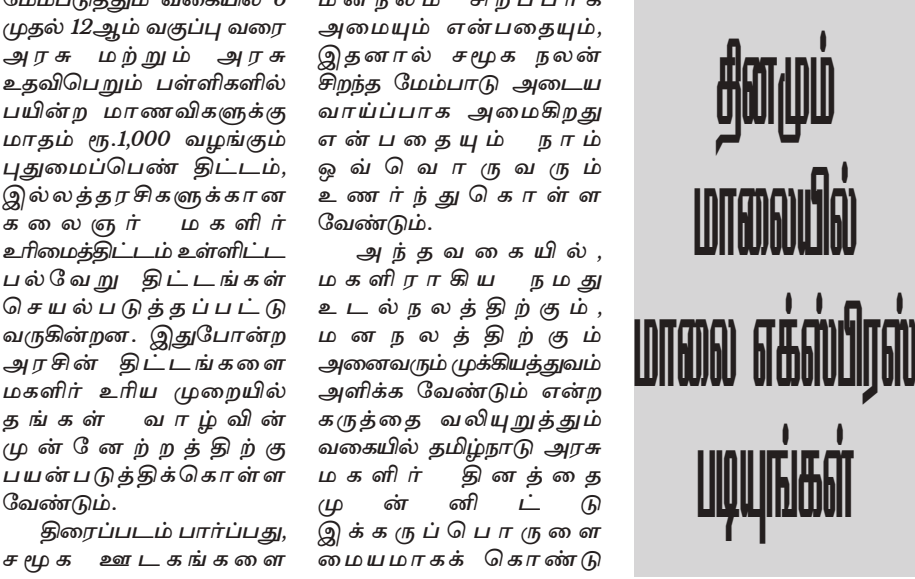 மேம்படுத்தும் வகையில் 6
முதல் 12ஆம் வகுப்பு வரை
அரசு மற்றும் அரசு
உதவிபெறும் பள்ளிகளில்
பயின்ற மாணவிகளுக்கு
மாதம் ரூ.1,000 வழங்கும்
புதுமைப்பெண் திட்டம்,
இல்லத்தரசிகளுக்கான
கலைஞர் மகளிர்
உரிமைத்திட்டம் உள்ளிட்ட
பல்வேறு திட்டங்கள்
செயல்படுத்தப்பட்டு
வருகின்றன. இதுபோன்ற
அரசின் திட்டங்களை
மகளிர் உரிய முறையில்
தங்கள் வாழ்வின்
முன்னேற்றத்திற்கு
பயன்படுத்திக்கொள்ள
வேண்டும்.
திரைப்படம் பார்ப்பது,
சமூக ஊடகங்களை
மனநலம் சிறப்பாக
அமையும் என்பதையும்,
இதனால் சமூக நலன்
சிறந்த மேம்பாடு அடைய
வாய்ப்பாக அமைகிறது
என்பதையும் நாம்
ஒவ்வொருவரும்
உணர்ந்துகொள்ள
வேண்டும்.
அந்தவகையில்,
மகளிராகிய நமது
உடல்நலத்திற்கும்,
மனநலத்திற்கும்
அனைவரும் முக்கியத்துவம்
அளிக்க வேண்டும் என்ற
கருத்தை வலியுறுத்தும்
வகையில் தமிழ்நாடு அரசு
மகளிர் தினத்தை
முன்னிட்டு
இக்கருப்பொருளை
மையமாகக் கொண்டு
தினமும்
மாலையில்
மாலை எக்ஸ்பிரஸ்
படியுங்கள்